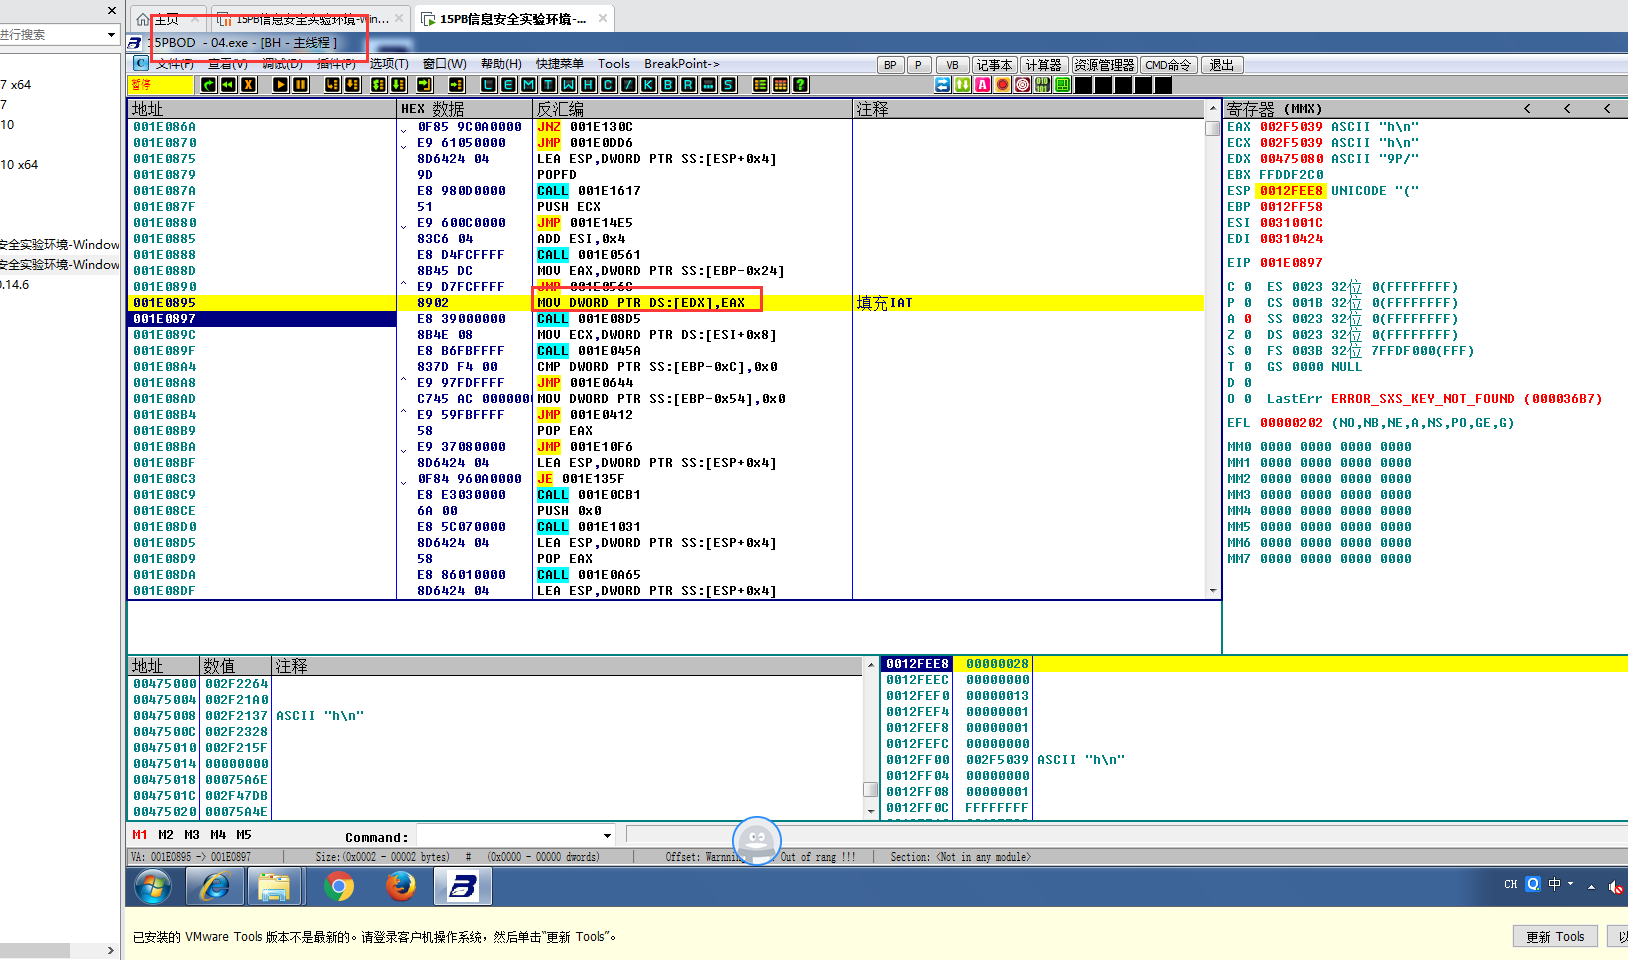 主页
15PB信息安全实验环境-Win...
15PB信息安全实验环境-...
进行搜索
15PBOD - 04.exe - [BH - 主线程 ]
文件(F) 查看(V) 调试(D) 插件(P) 选项(T) 窗口(W) 帮助(H) 快捷菜单 Tools BreakPoint->
BP P VB 记事本 计算器 资源管理器 CMD命令 退出
暂停
L E M T W H C / K B R ... S
7 x64
7
10
10 x64
安全实验环境-Window
安全实验环境-Window
.14.6
地址 HEX 数据 反汇编 注释
001E086A 0F85 9C0A0000 JNZ 001E130C
001E0870 E9 61050000 JMP 001E0DD6
001E0875 8D6424 04 LEA ESP,DWORD PTR SS:[ESP+0x4]
001E0879 9D POPFD
001E087A E8 980D0000 CALL 001E1617
001E087F 51 PUSH ECX
001E0880 E9 600C0000 JMP 001E14E5
001E0885 83C6 04 ADD ESI,0x4
001E0888 E8 D4FCFFFF CALL 001E0561
001E088D 8B45 DC MOV EAX,DWORD PTR SS:[EBP-0x24]
001E0890 E9 D7FCFFFF JMP 001E056C
001E0895 8902 MOV DWORD PTR DS:[EDX],EAX 填充IAT
001E0897 E8 39000000 CALL 001E08D5
001E089C 8B4E 08 MOV ECX,DWORD PTR DS:[ESI+0x8]
001E089F E8 B6FBFFFF CALL 001E045A
001E08A4 837D F4 00 CMP DWORD PTR SS:[EBP-0xC],0x0
001E08A8 E9 97FDFFFF JMP 001E0644
001E08AD C745 AC 0000000 MOV DWORD PTR SS:[EBP-0x54],0x0
001E08B4 E9 59FBFFFF JMP 001E0412
001E08B9 58 POP EAX
001E08BA E9 37080000 JMP 001E10F6
001E08BF 8D6424 04 LEA ESP,DWORD PTR SS:[ESP+0x4]
001E08C3 0F84 960A0000 JE 001E135F
001E08C9 E8 E3030000 CALL 001E0CB1
001E08CE 6A 00 PUSH 0x0
001E08D0 E8 5C070000 CALL 001E1031
001E08D5 8D6424 04 LEA ESP,DWORD PTR SS:[ESP+0x4]
001E08D9 58 POP EAX
001E08DA E8 86010000 CALL 001E0A65
001E08DF 8D6424 04 LEA ESP,DWORD PTR SS:[ESP+0x4]
寄存器 (MMX) < < <
EAX 002F5039 ASCII "h\n"
ECX 002F5039 ASCII "h\n"
EDX 00475080 ASCII "9P/"
EBX FFDDF2C0
ESP 0012FEE8 UNICODE "("
EBP 0012FF58
ESI 0031001C
EDI 00310424
EIP 001E0897
C 0 ES 0023 32位 0(FFFFFFFF)
P 0 CS 001B 32位 0(FFFFFFFF)
A 0 SS 0023 32位 0(FFFFFFFF)
Z 0 DS 0023 32位 0(FFFFFFFF)
S 0 FS 003B 32位 7FFDF000(FFF)
T 0 GS 0000 NULL
D 0
O 0 LastErr ERROR_SXS_KEY_NOT_FOUND (000036B7)
EFL 00000202 (NO,NB,NE,A,NS,PO,GE,G)
MM0 0000 0000 0000 0000
MM1 0000 0000 0000 0000
MM2 0000 0000 0000 0000
MM3 0000 0000 0000 0000
MM4 0000 0000 0000 0000
MM5 0000 0000 0000 0000
MM6 0000 0000 0000 0000
MM7 0000 0000 0000 0000
地址 数值 注释
00475000 002F2264
00475004 002F21A0
00475008 002F2137 ASCII "h\n"
0047500C 002F2328
00475010 002F215F
00475014 00000000
00475018 00075A6E
0047501C 002F47DB
00475020 00075A4E
0012FEE8 00000028
0012FEEC 00000000
0012FEF0 00000013
0012FEF4 00000001
0012FEF8 00000001
0012FEFC 00000000
0012FF00 002F5039 ASCII "h\n"
0012FF04 00000000
0012FF08 00000001
0012FF0C FFFFFFFF
M1 M2 M3 M4 M5 Command:
VA: 001E0895 -> 001E0897 Size:(0x0002 - 00002 bytes) # (0x0000 - 00000 dwords) Offset: Warnning Out of rang !!! Section: <Not in any module>
CH 中
已安装的 VMware Tools 版本不是最新的。请登录客户机操作系统，然后单击“更新 Tools”。
更新 Tools 以